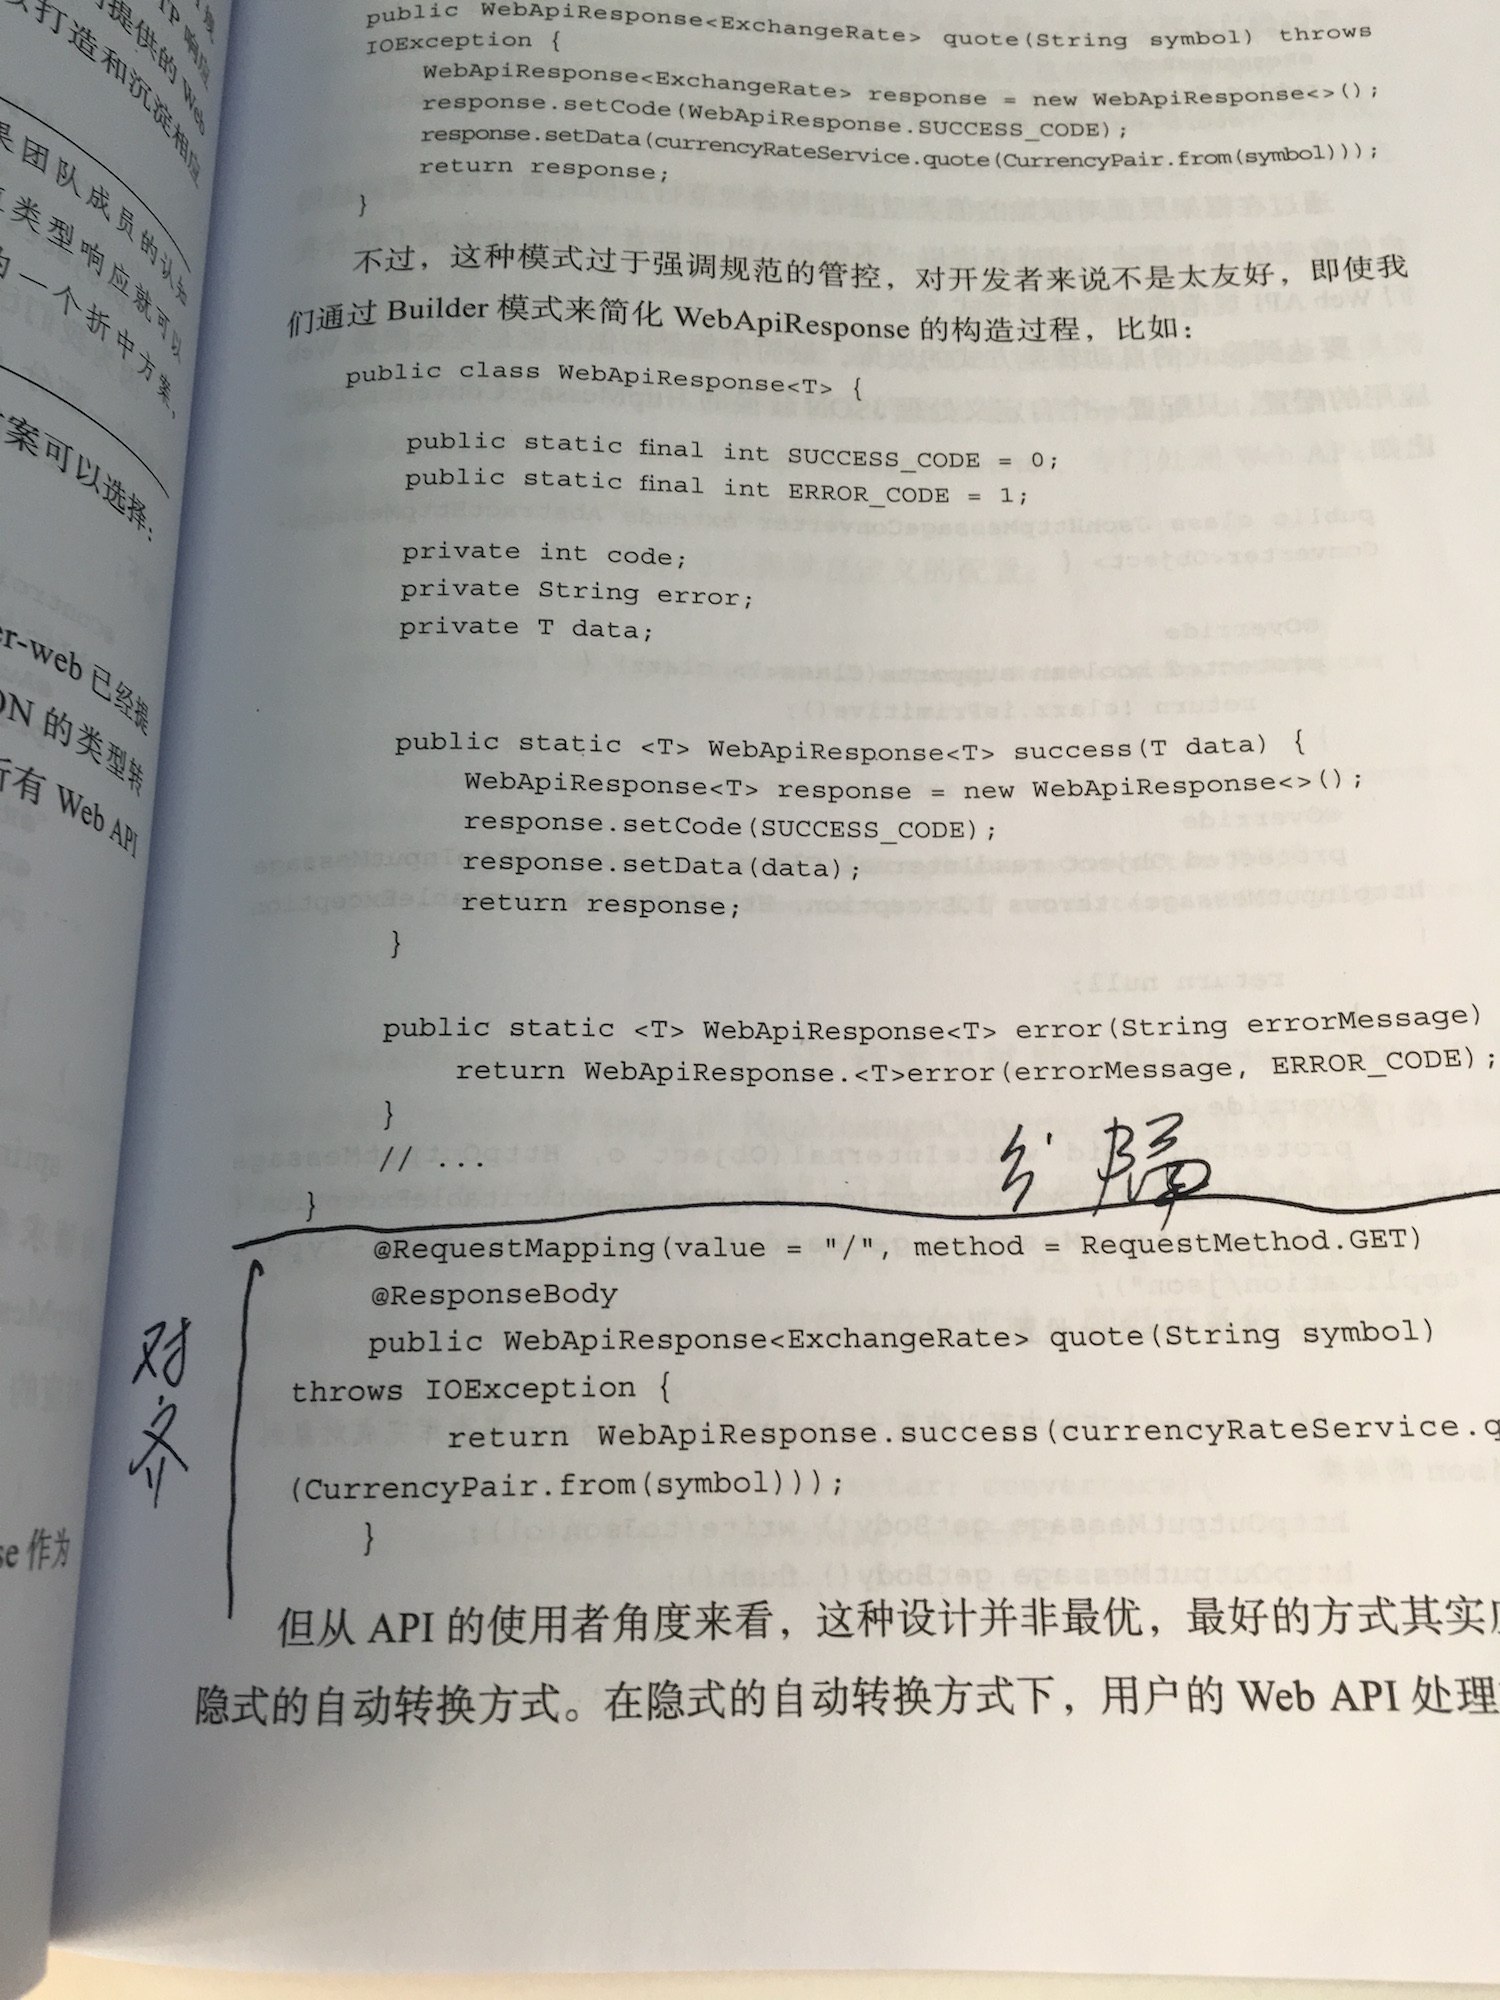 TP 响应
提供的 Web
打造和沉淀相应
果团队成员的认知
类型响应就可以
的一个折中方案，
案可以选择：
er-web 已经提
ON 的类型转
所有 Web API
se 作为
public WebApiResponse<ExchangeRate> quote(String symbol) throws
IOException {
WebApiResponse<ExchangeRate> response = new WebApiResponse<>();
response.setCode(WebApiResponse.SUCCESS_CODE);
response.setData(currencyRateService.quote(CurrencyPair.from(symbol)));
return response;
}
不过，这种模式过于强调规范的管控，对开发者来说不是太友好，即使我
们通过 Builder 模式来简化 WebApiResponse 的构造过程，比如：
public class WebApiResponse<T> {
public static final int SUCCESS_CODE = 0;
public static final int ERROR_CODE = 1;
private int code;
private String error;
private T data;
public static <T> WebApiResponse<T> success(T data) {
WebApiResponse<T> response = new WebApiResponse<>();
response.setCode(SUCCESS_CODE);
response.setData(data);
return response;
}
public static <T> WebApiResponse<T> error(String errorMessage)
return WebApiResponse.<T>error(errorMessage, ERROR_CODE);
}
// ...
}
分隔
@RequestMapping(value = "/", method = RequestMethod.GET)
@ResponseBody
public WebApiResponse<ExchangeRate> quote(String symbol)
throws IOException {
return WebApiResponse.success(currencyRateService.q
(CurrencyPair.from(symbol)));
}
对齐
但从 API 的使用者角度来看，这种设计并非最优，最好的方式其实应
隐式的自动转换方式。在隐式的自动转换方式下，用户的 Web API 处理